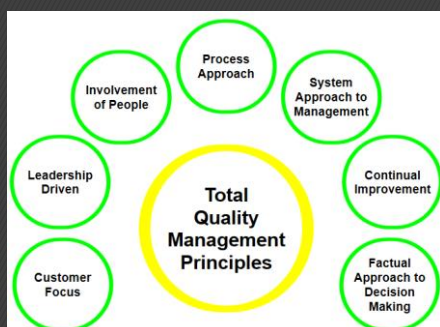 Process
Approach
Involvement
of People
System
Approach to
Management
Leadership
Driven
Total
Quality
Management
Principles
Continual
Improvement
Customer
Focus
Factual
Approach to
Decision
Making